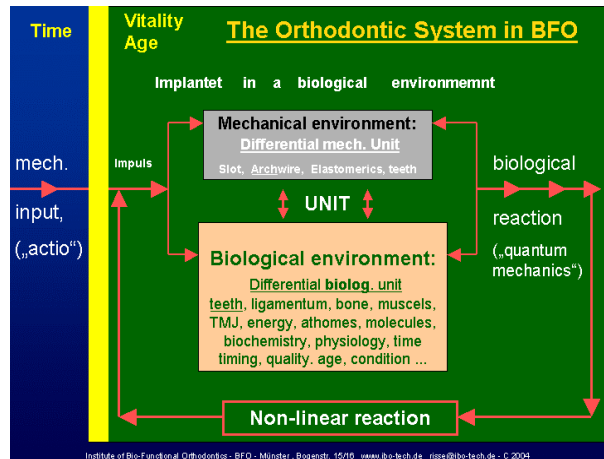 Time
Vitality
Age
The Orthodontic System in BFO
Implantet in a biological environmemnt
Mechanical environment:
Differential mech. Unit
Slot, Archwire, Elastomerics, teeth
mech.
input,
(„actio“)
Impuls
UNIT
biological
reaction
(„quantum
mechanics“)
Biological environment:
Differential biolog. unit
teeth, ligamentum, bone, muscels,
TMJ, energy, athomes, molecules,
biochemistry, physiology, time
timing, quality. age, condition ...
Non-linear reaction
Institute of Bio-Functional Orthodontics - BFO - Münster , Bogenstr. 15/16 www.ibo-tech.de risse@ibo-tech.de - C 2004